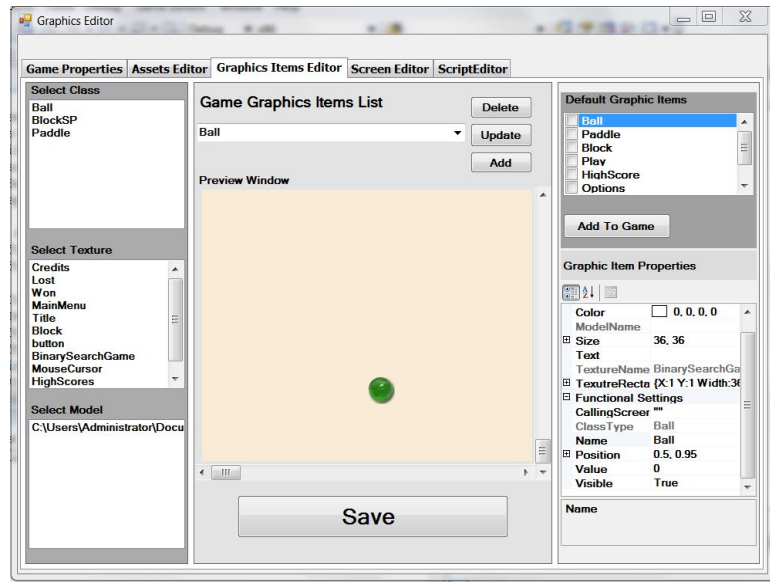 Graphics Editor
Game Properties Assets Editor Graphics Items Editor Screen Editor ScriptEditor
Select Class
Ball
BlockSP
Paddle
Select Texture
Credits
Lost
Won
MainMenu
Title
Block
button
BinarySearchGame
MouseCursor
HighScores
Select Model
C:\Users\Administrator\Docu
Game Graphics Items List
Delete
Ball
Update
Add
Preview Window
Save
Default Graphic Items
Ball
Paddle
Block
Play
HighScore
Options
Add To Game
Graphic Item Properties
Color 0, 0, 0, 0
ModelName
Size 36, 36
Text
TextureName BinarySearchGa
TexutreRecta {X:1 Y:1 Width:36
Functional Settings
CallingScreer ""
ClassType Ball
Name Ball
Position 0.5, 0.95
Value 0
Visible True
Name